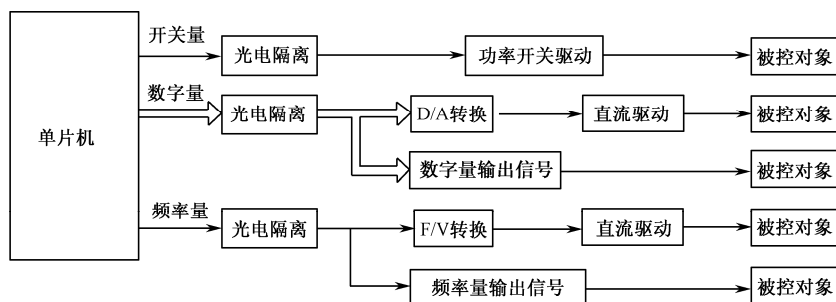 单片机
开关量
光电隔离
功率开关驱动
被控对象
数字量
光电隔离
D/A转换
直流驱动
被控对象
数字量输出信号
被控对象
频率量
光电隔离
F/V转换
直流驱动
被控对象
频率量输出信号
被控对象